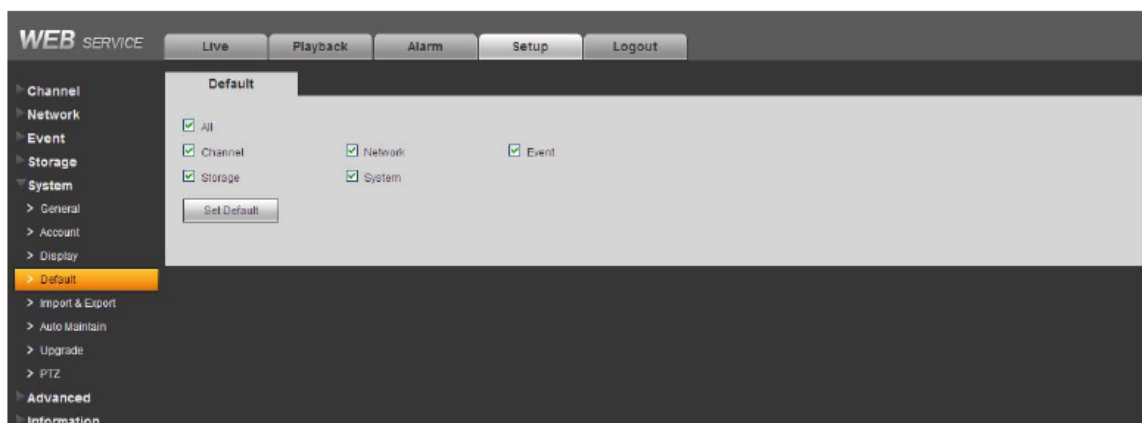 WEB SERVICE
Live Playback Alarm Setup Logout
Channel
Network
Event
Storage
System
> General
> Account
> Display
> Default
> Import & Export
> Auto Maintain
> Upgrade
> PTZ
Advanced
Information
Default
All
Channel Network Event
Storage System
Set Default